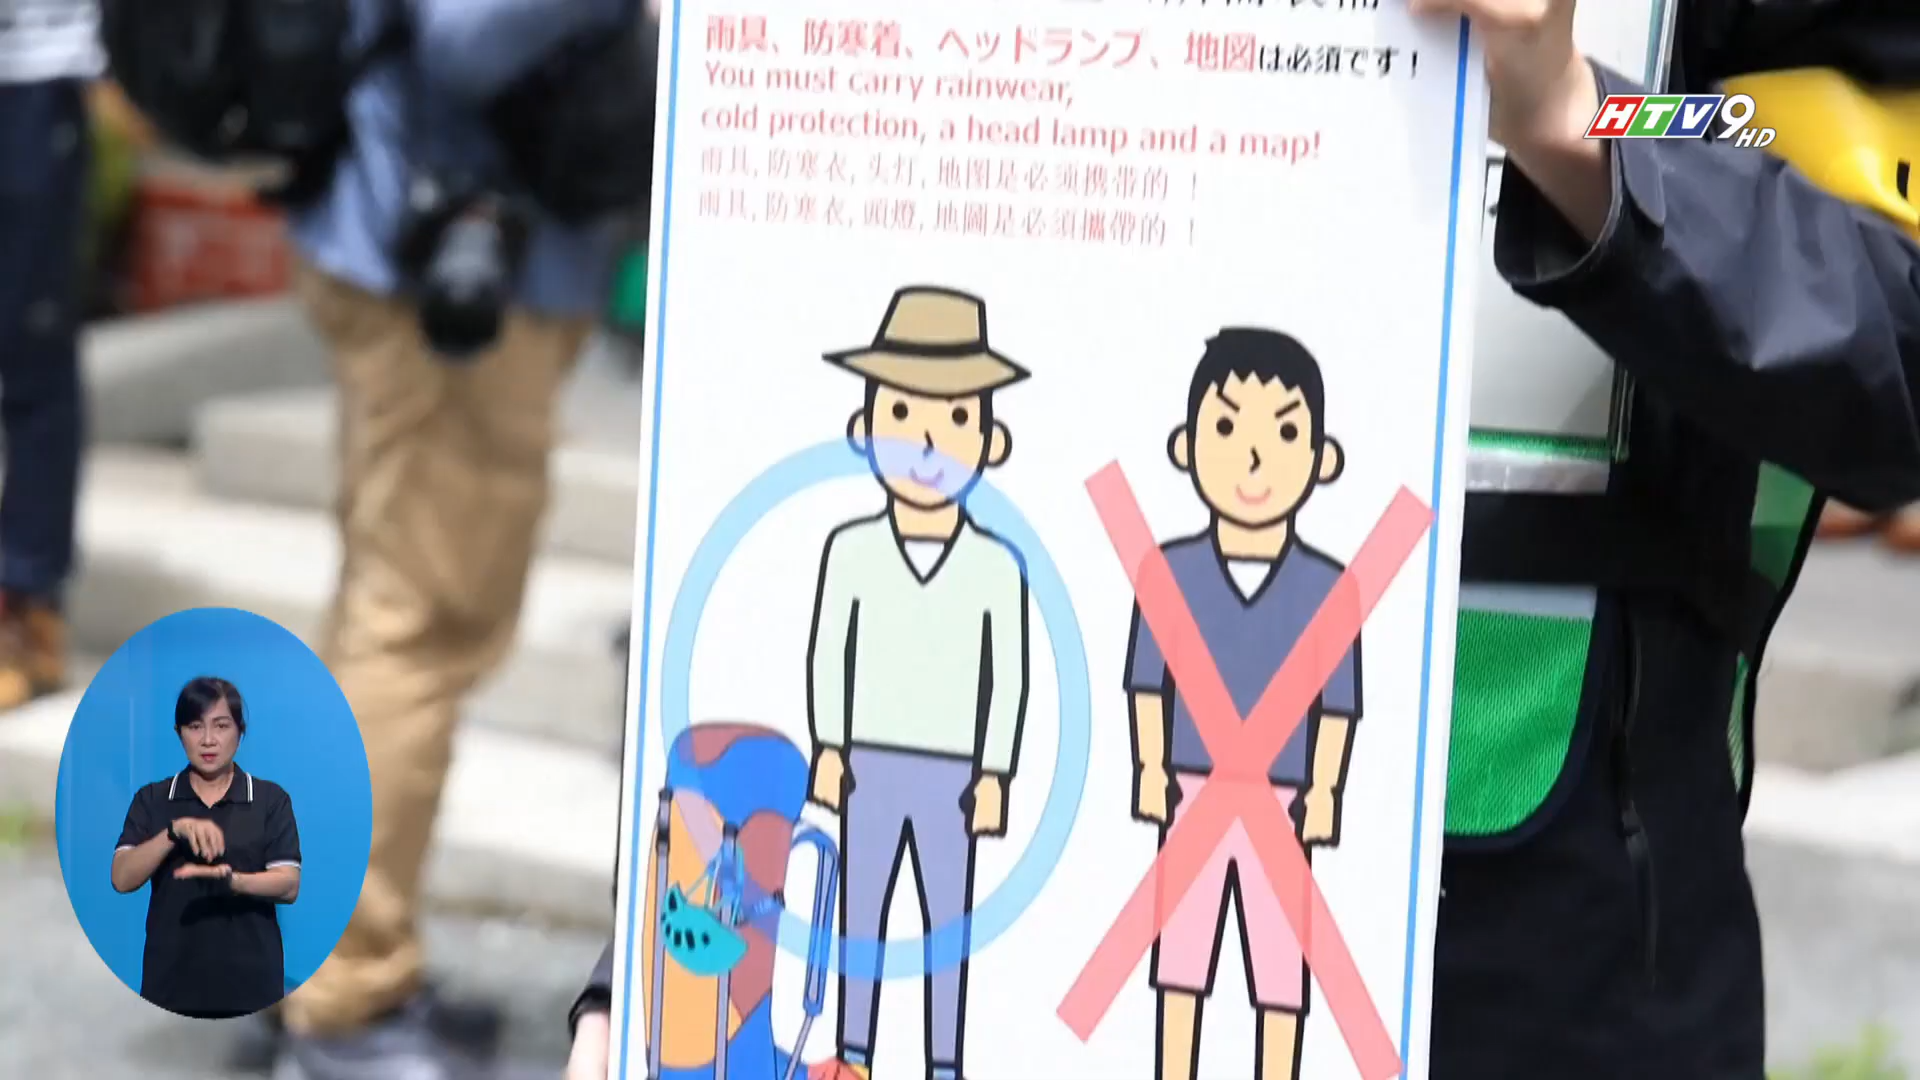 雨具、防寒着、ヘッドランプ、地図は必須です！
HTV9 HD
You must carry rainwear,
cold protection, a head lamp and a map!
雨具,防寒衣,头灯,地图是必须携带的 ！
雨具,防寒衣,頭燈,地圖是必須攜帶的 ！